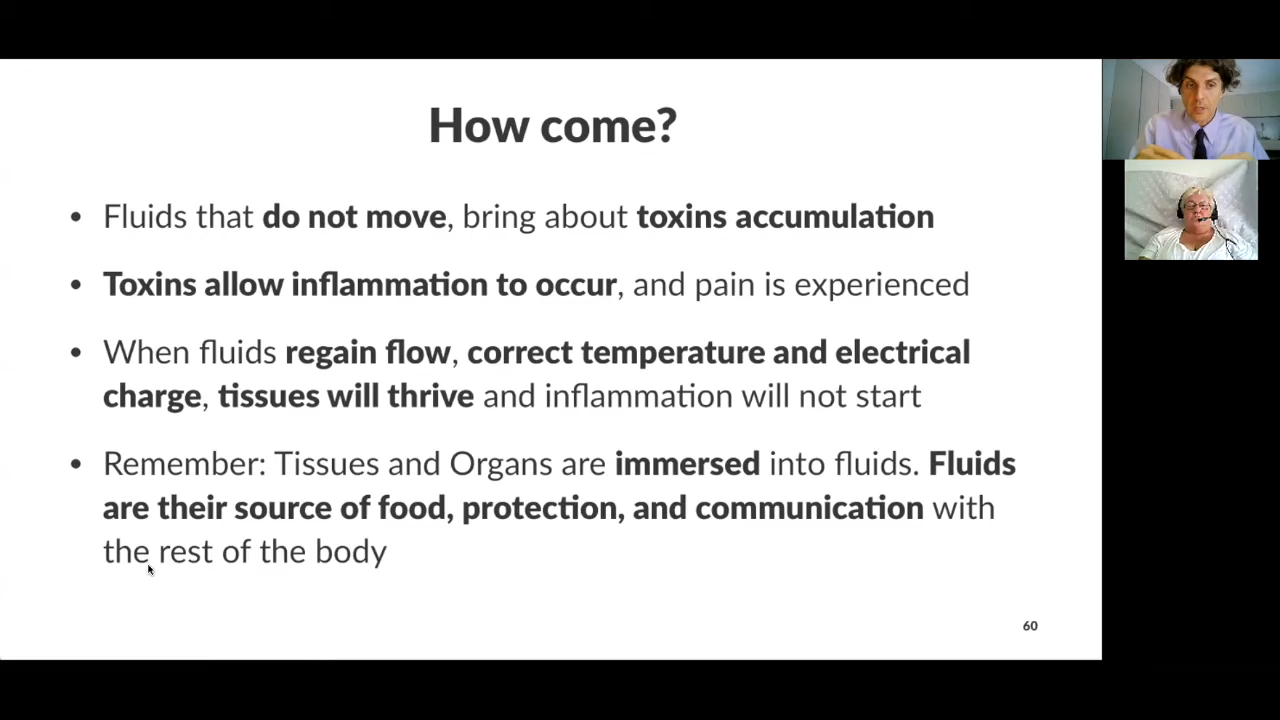 How come?
• Fluids that do not move, bring about toxins accumulation
• Toxins allow inflammation to occur, and pain is experienced
• When fluids regain flow, correct temperature and electrical
charge, tissues will thrive and inflammation will not start
• Remember: Tissues and Organs are immersed into fluids. Fluids
are their source of food, protection, and communication with
the rest of the body
60